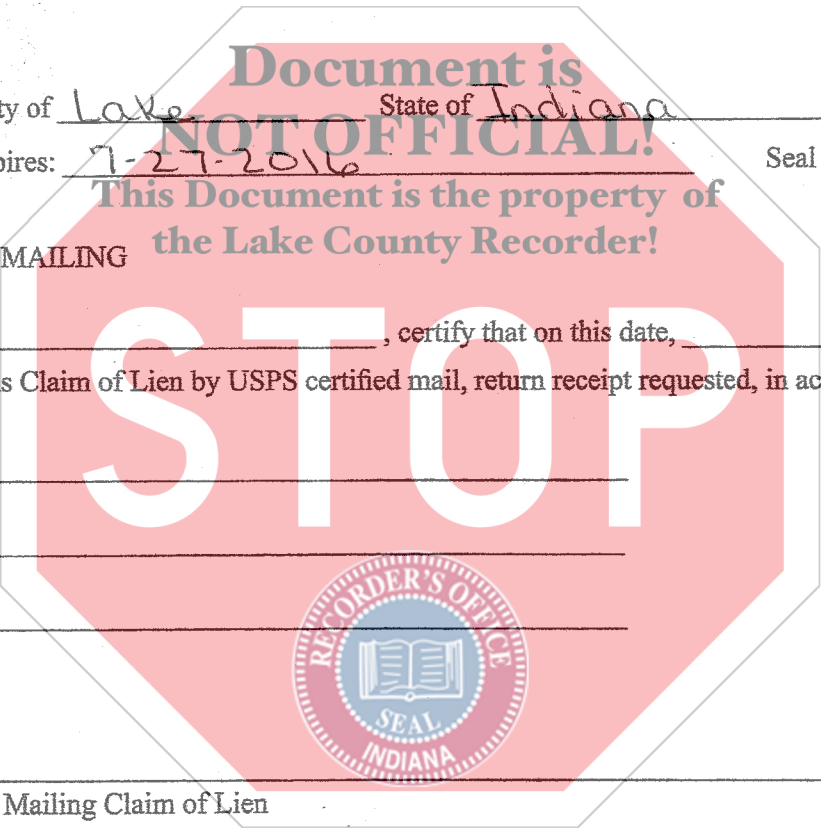 Document is
ty of Lake State of Indiana
NOT OFFICIAL!
pires: 7-27-2016 Seal
This Document is the property of
the Lake County Recorder!
MAILING
, certify that on this date,
s Claim of Lien by USPS certified mail, return receipt requested, in ac
STOP
RECORDER'S OFFICE
SEAL
INDIANA
Mailing Claim of Lien